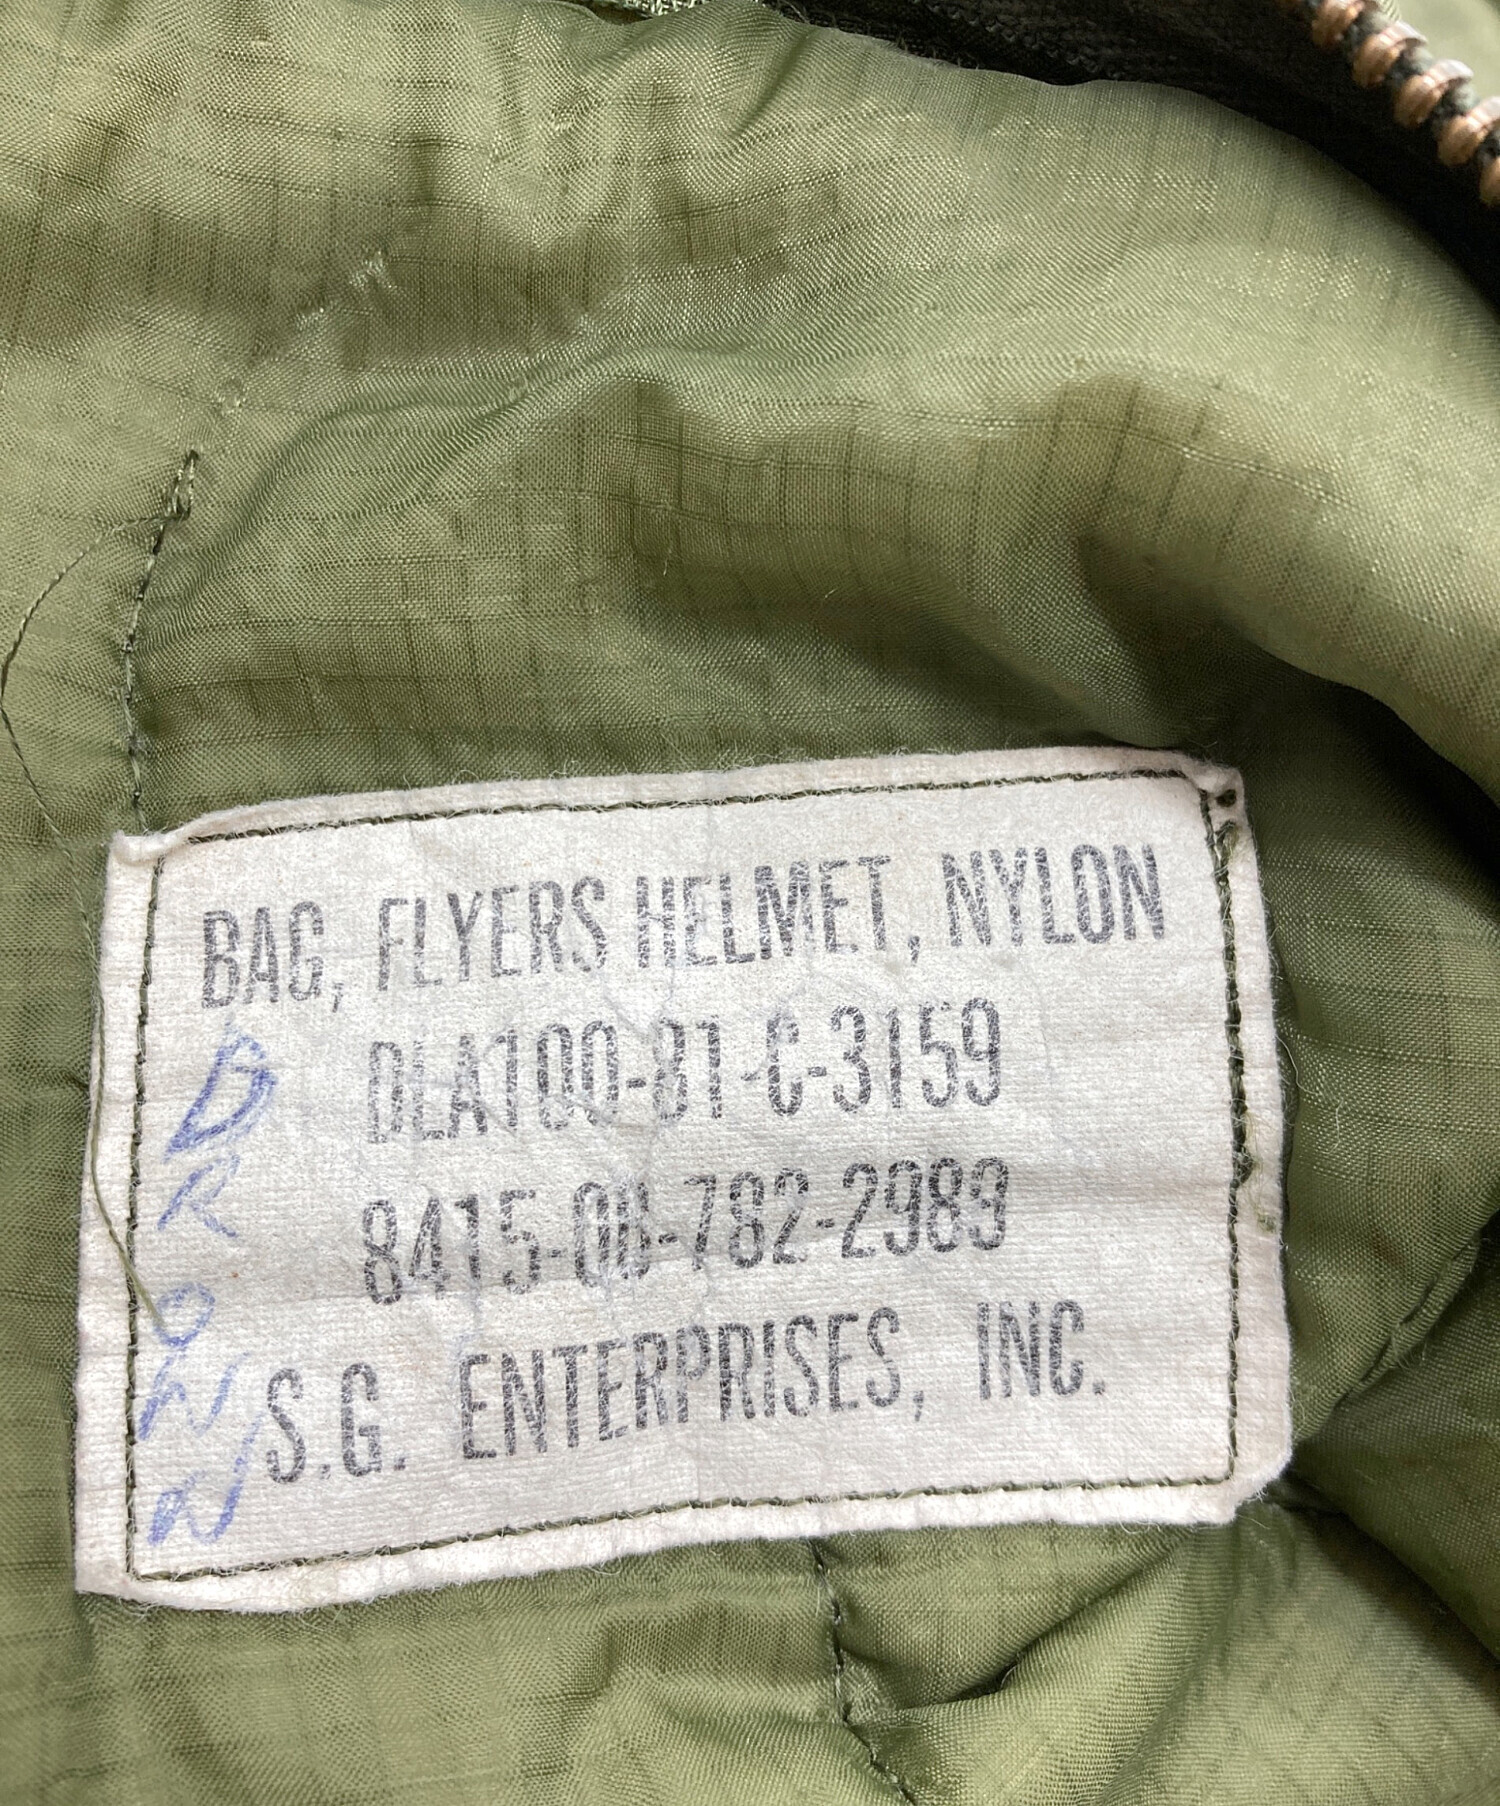 BAG, FLYERS HELMET, NYLON
DLA100-81-C-3159
8415-00-782-2989
S.G. ENTERPRISES, INC.
BROWN